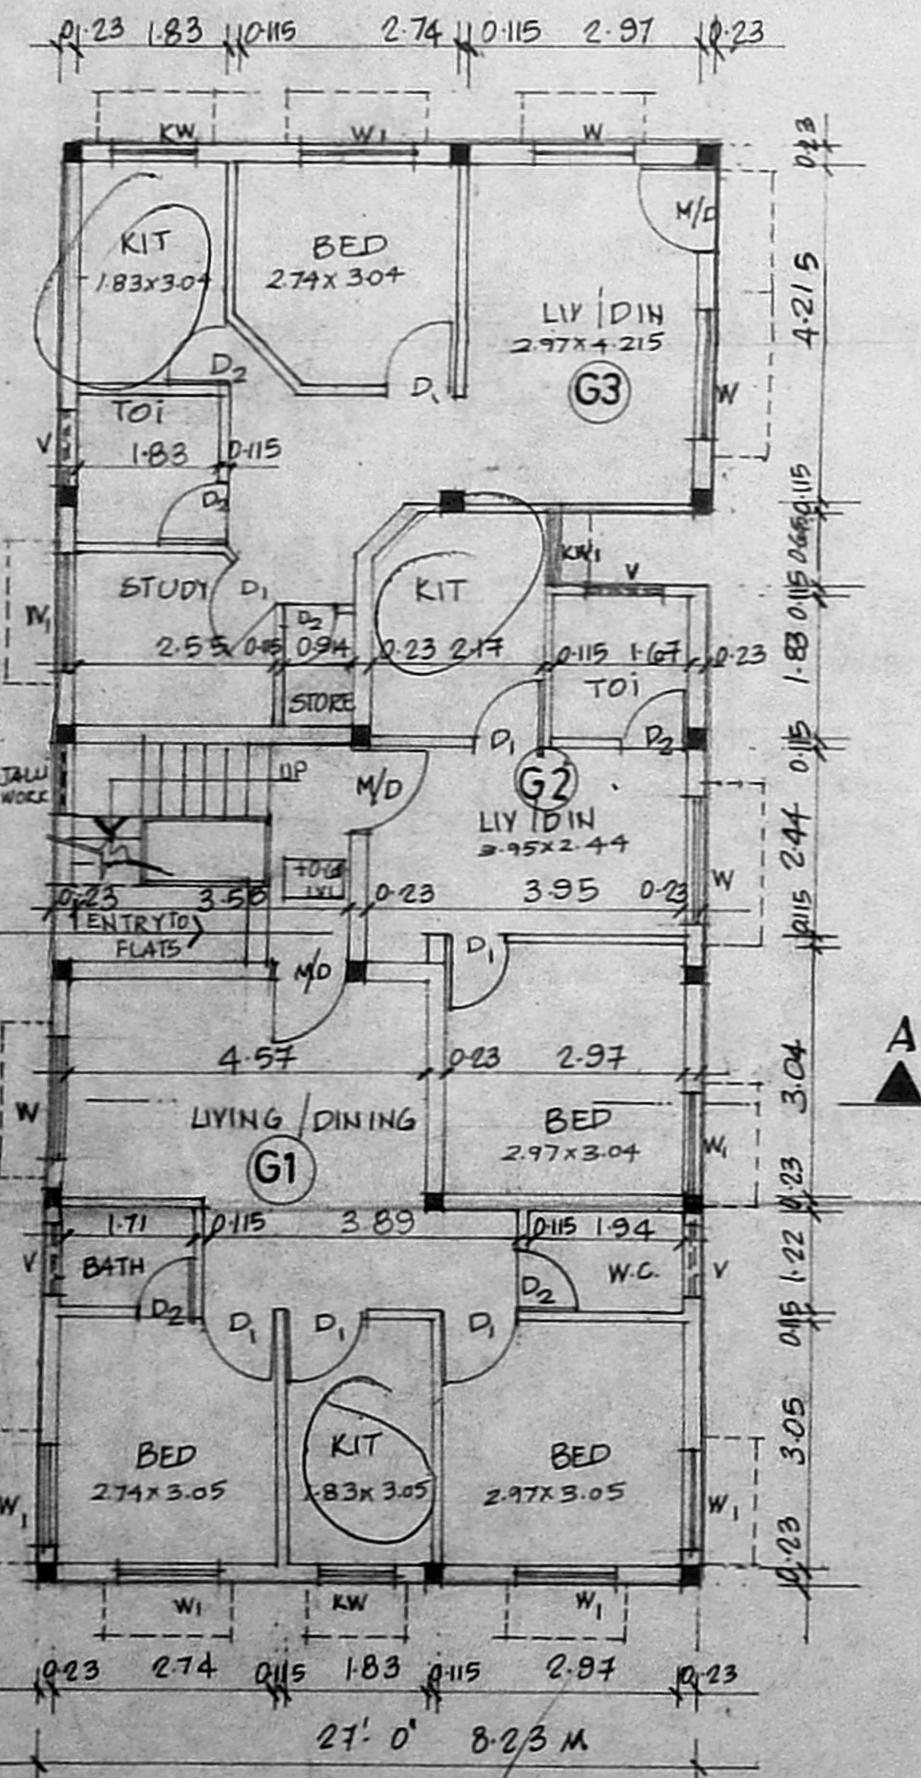 0.23 1.83 0.115 2.74 0.115 2.97 0.23
KW W1 W
0.23
M/D
KIT BED
1.83x3.04 2.74x3.04
LIV/DIN
2.97x4.215
4.215
D2 D1 G3 W
TOi
V 1.83 0.115
D2
0.115
KW1 V
STUDY D1 KIT
W1 D2
0.115
2.55 0.115 0.914 0.23 2.17 0.115 1.67 0.23
1.83
STORE TOi
D1 D2
0.115
JALLI
WORK
UP M/D G2
LIV/DIN
3.95x2.44
2.44
W
0.23 3.58 0.23 3.95 0.23
ENTRY TO
FLATS
0.115
M/D D1
4.57 0.23 2.97
3.04
A
W LIVING/DINING BED
2.97x3.04
W1
G1
0.23
1.71 0.115 3.89 0.115 1.94
V BATH W.C. V
1.22
D2 D2
D1 D1 D1
0.115
BED KIT BED
2.74x3.05 1.83x3.05 2.97x3.05
3.05
W1 W1
0.23
W1 KW W1
0.23 2.74 0.115 1.83 0.115 2.97 0.23
27'-0" 8.23 M